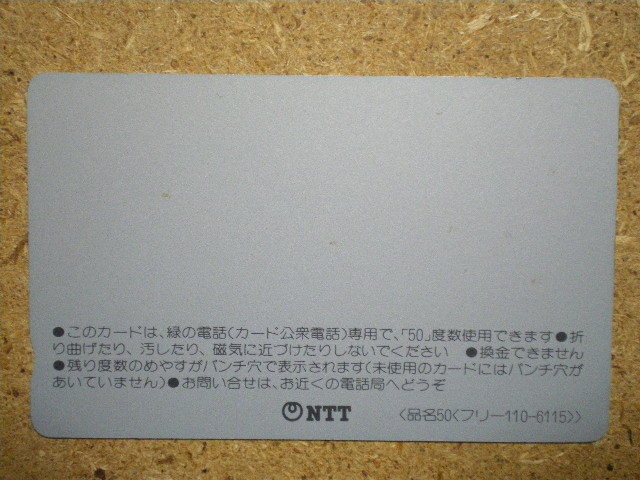 ●このカードは、緑の電話(カード公衆電話)専用で、「50」度数使用できます●折
り曲げたり、汚したり、磁気に近づけたりしないでください ●換金できません
●残り度数のめやすがパンチ穴で表示されます(未使用のカードにはパンチ穴が
あいていません)●お問い合せは、お近くの電話局へどうぞ
NTT 〈品名50〈フリー110-6115〉〉